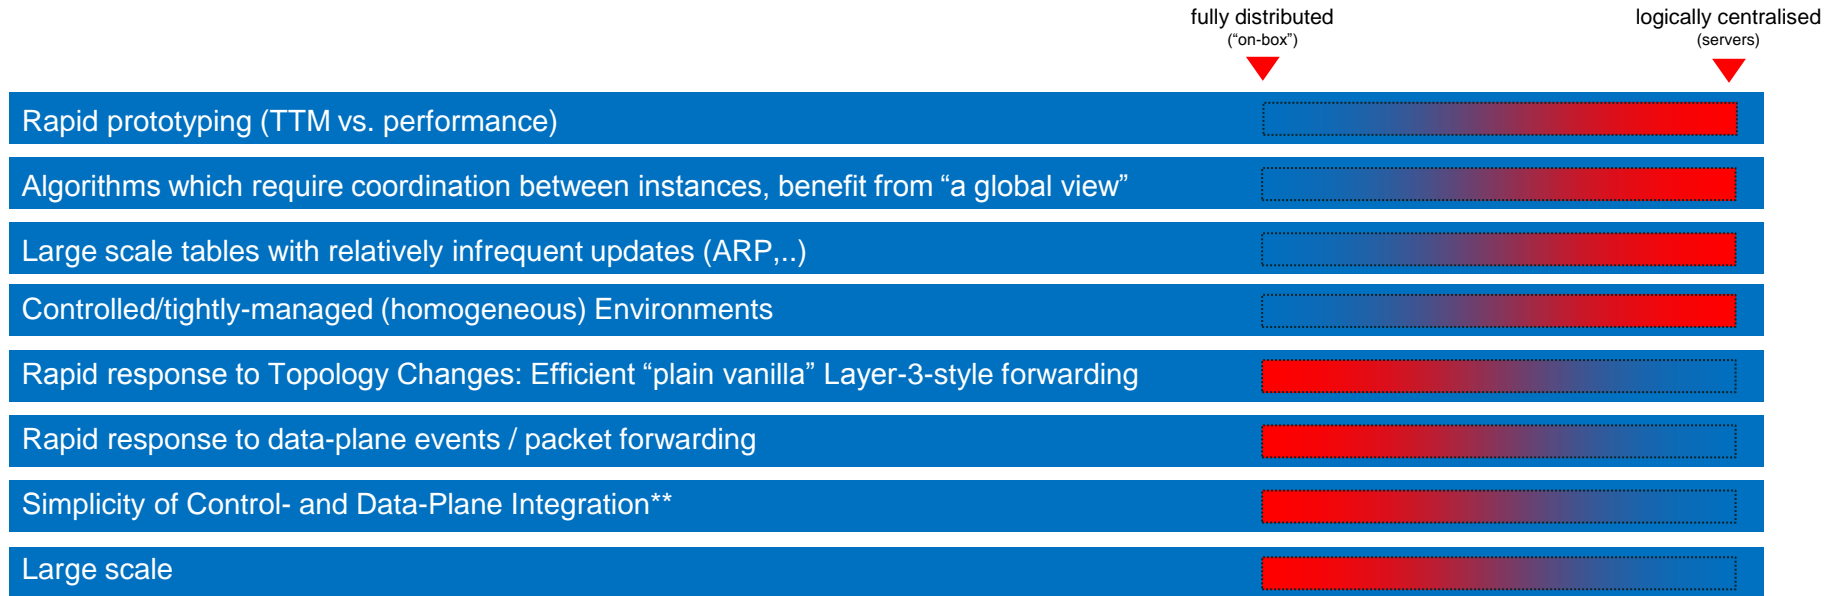 fully distributed
(“on-box”)
logically centralised
(servers)
Rapid prototyping (TTM vs. performance)
Algorithms which require coordination between instances, benefit from “a global view”
Large scale tables with relatively infrequent updates (ARP,..)
Controlled/tightly-managed (homogeneous) Environments
Rapid response to Topology Changes: Efficient “plain vanilla” Layer-3-style forwarding
Rapid response to data-plane events / packet forwarding
Simplicity of Control- and Data-Plane Integration**
Large scale